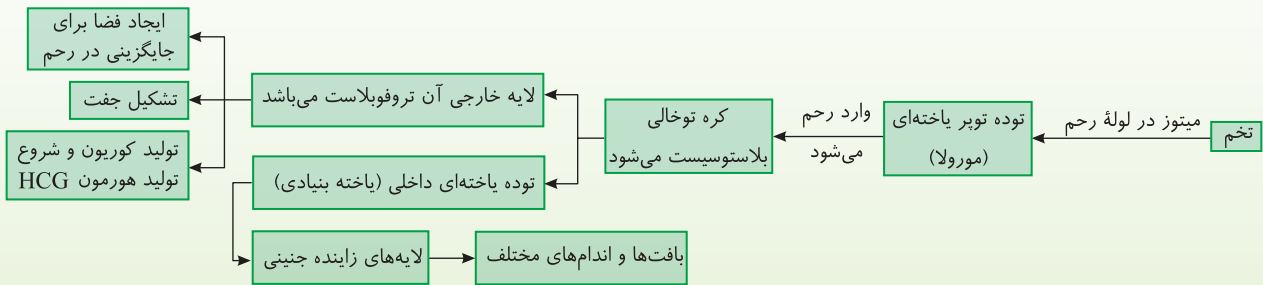 تخم
میتوز در لولهٔ رحم
توده توپر یاخته‌ای
(مورولا)
وارد رحم
می‌شود
کره توخالی
بلاستوسیست می‌شود
لایه خارجی آن تروفوبلاست می‌باشد
ایجاد فضا برای
جایگزینی در رحم
تشکیل جفت
تولید کوریون و شروع
تولید هورمون HCG
توده یاخته‌ای داخلی (یاخته بنیادی)
لایه‌های زاینده جنینی
بافت‌ها و اندام‌های مختلف